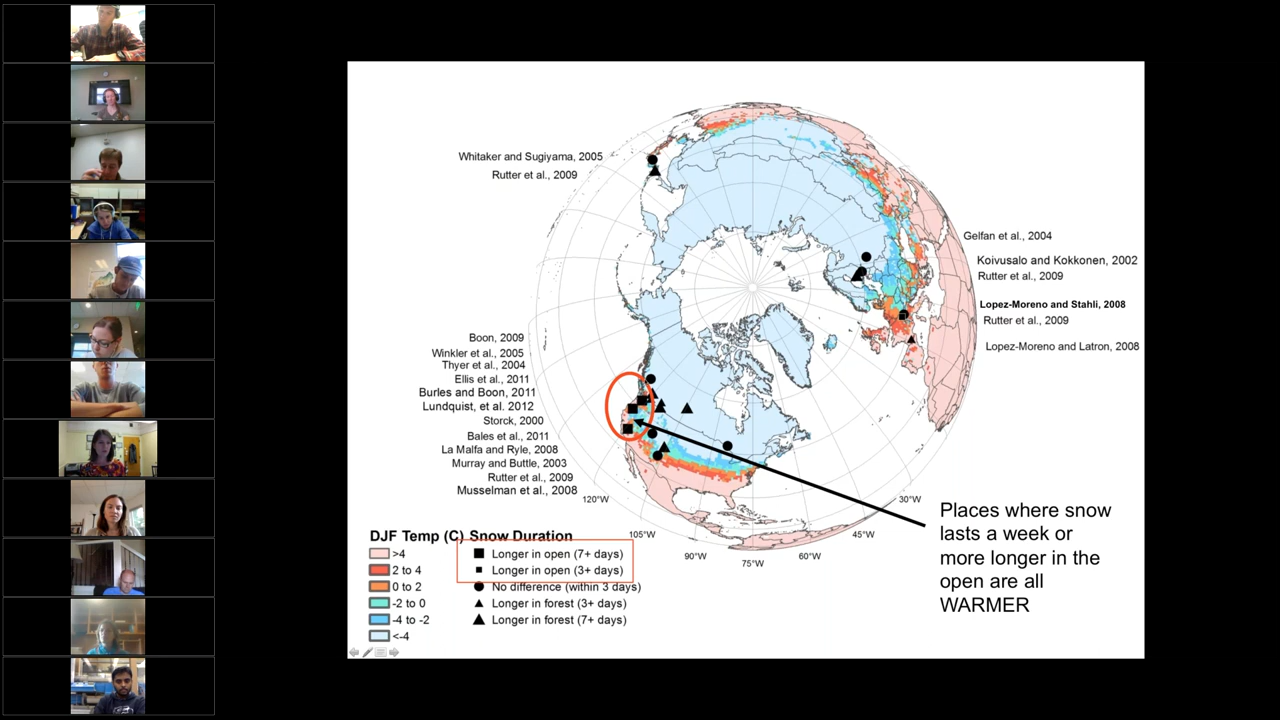 Whitaker and Sugiyama, 2005
Rutter et al., 2009
Gelfan et al., 2004
Koivusalo and Kokkonen, 2002
Rutter et al., 2009
Lopez-Moreno and Stahli, 2008
Rutter et al., 2009
Lopez-Moreno and Latron, 2008
Boon, 2009
Winkler et al., 2005
Thyer et al., 2004
Ellis et al., 2011
Burles and Boon, 2011
Lundquist, et al. 2012
Storck, 2000
Bales et al., 2011
La Malfa and Ryle, 2008
Murray and Buttle, 2003
Rutter et al., 2009
Musselman et al., 2008
120°W
105°W
90°W
75°W
60°W
45°W
30°W
Places where snow
lasts a week or
more longer in the
open are all
WARMER
DJF Temp (C) Snow Duration
>4 Longer in open (7+ days)
2 to 4 Longer in open (3+ days)
0 to 2 No difference (within 3 days)
-2 to 0 Longer in forest (3+ days)
-4 to -2 Longer in forest (7+ days)
<-4